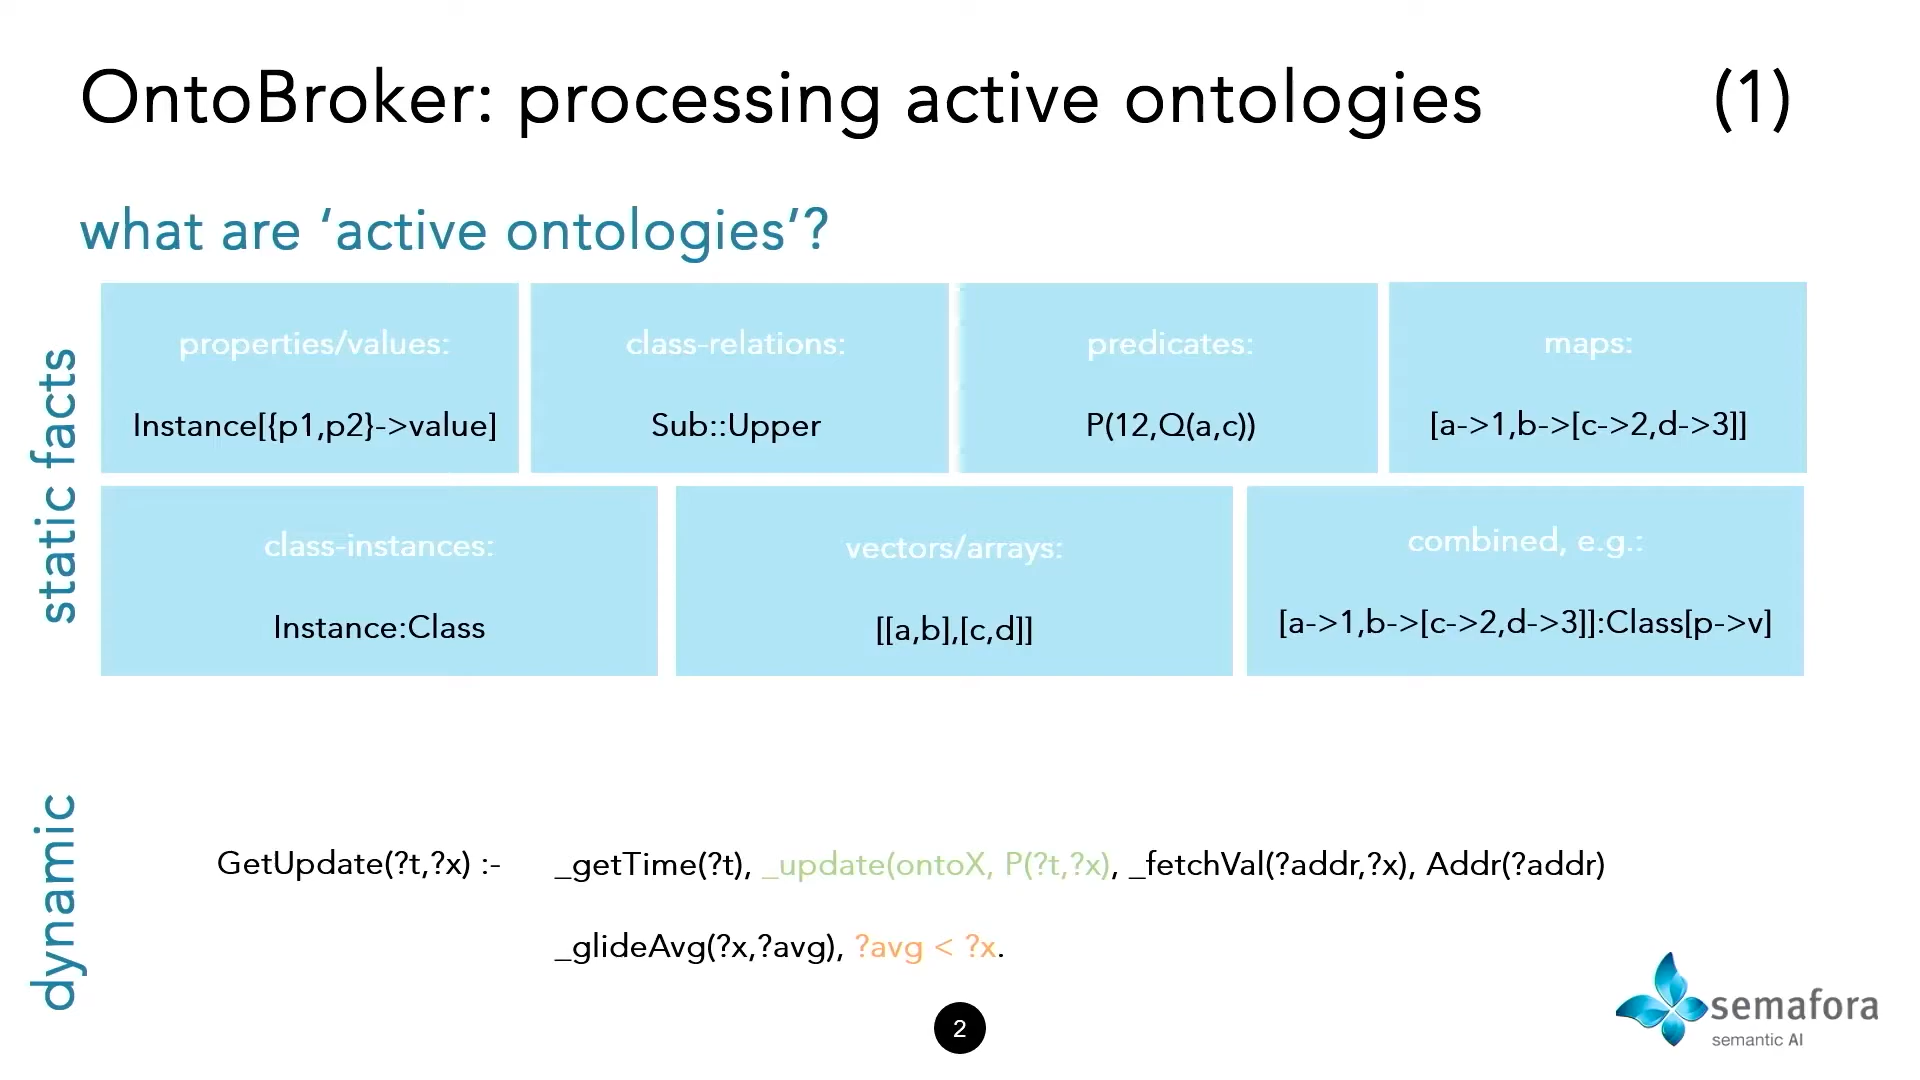 OntoBroker: processing active ontologies (1)
what are ‘active ontologies’?
static facts
properties/values:
Instance[{p1,p2}->value]
class-relations:
Sub::Upper
predicates:
P(12,Q(a,c))
maps:
[a->1,b->[c->2,d->3]]
class-instances:
Instance:Class
vectors/arrays:
[[a,b],[c,d]]
combined, e.g.:
[a->1,b->[c->2,d->3]]:Class[p->v]
dynamic
GetUpdate(?t,?x) :- _getTime(?t), _update(ontoX, P(?t,?x), _fetchVal(?addr,?x), Addr(?addr)
_glideAvg(?x,?avg), ?avg < ?x.
2
semafora
semantic AI